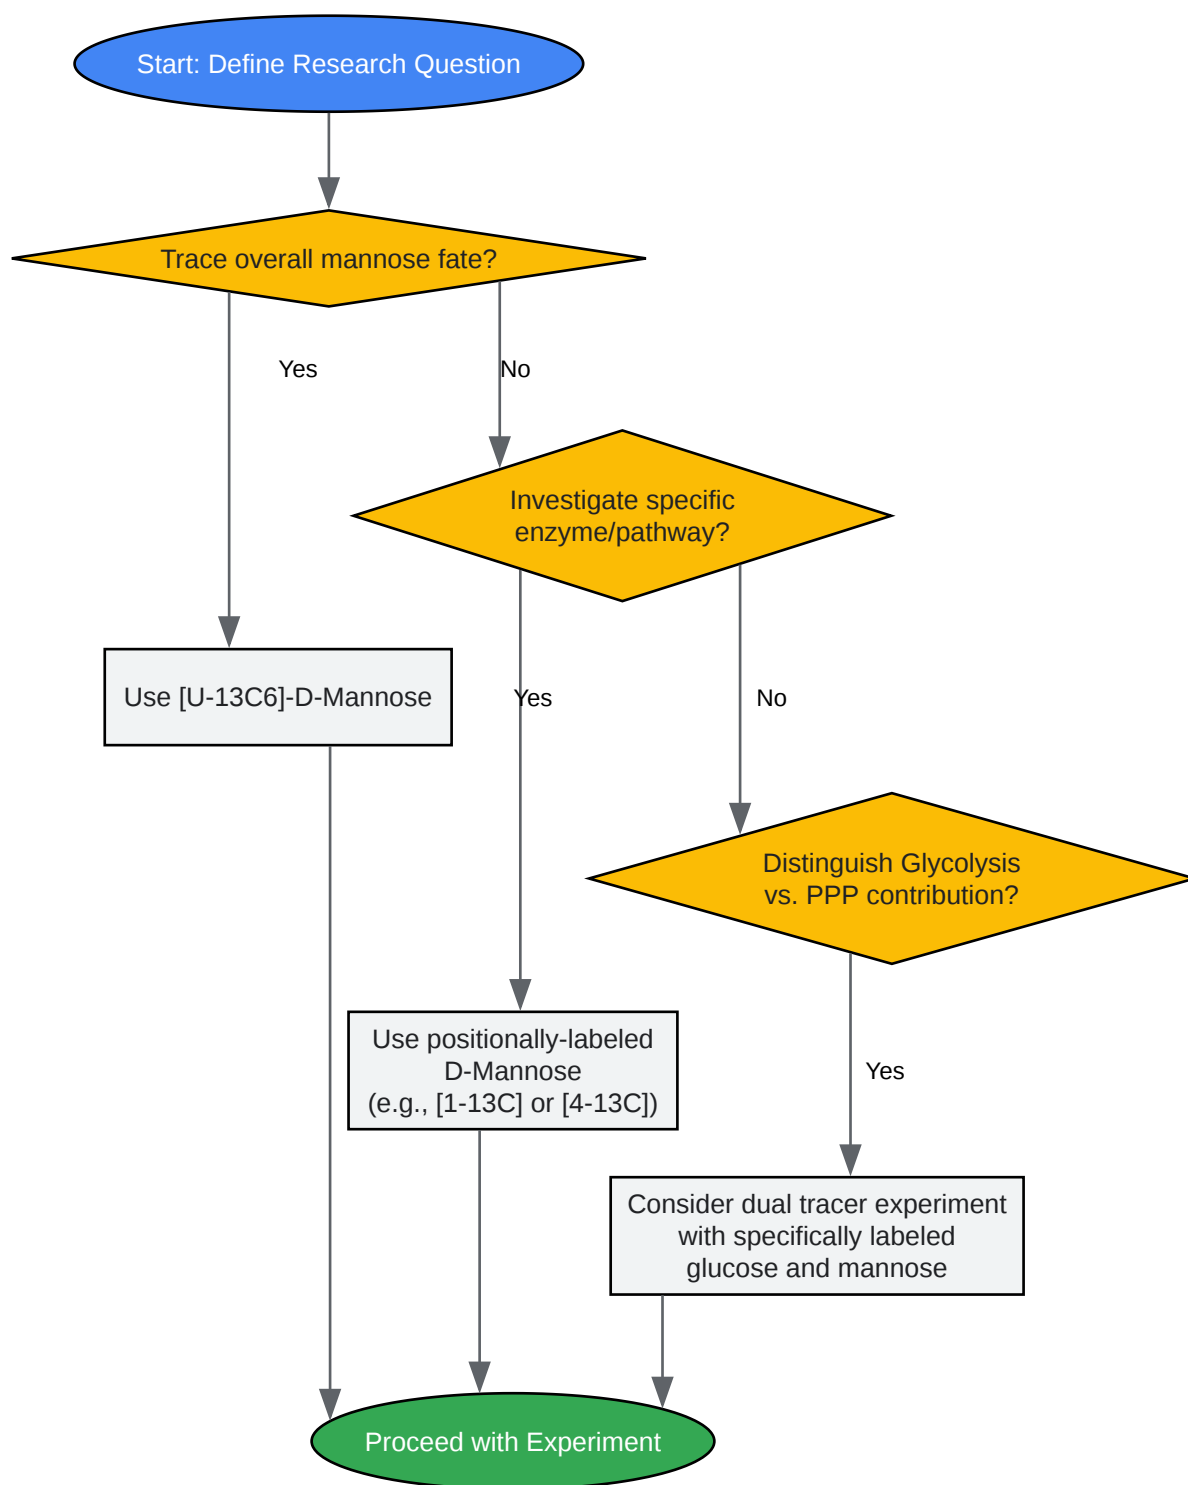 Start: Define Research Question
Trace overall mannose fate?
Yes
No
Investigate specific
enzyme/pathway?
Use [U-13C6]-D-Mannose
Yes
No
Distinguish Glycolysis
vs. PPP contribution?
Use positionally-labeled
D-Mannose
(e.g., [1-13C] or [4-13C])
Yes
Consider dual tracer experiment
with specifically labeled
glucose and mannose
Proceed with Experiment